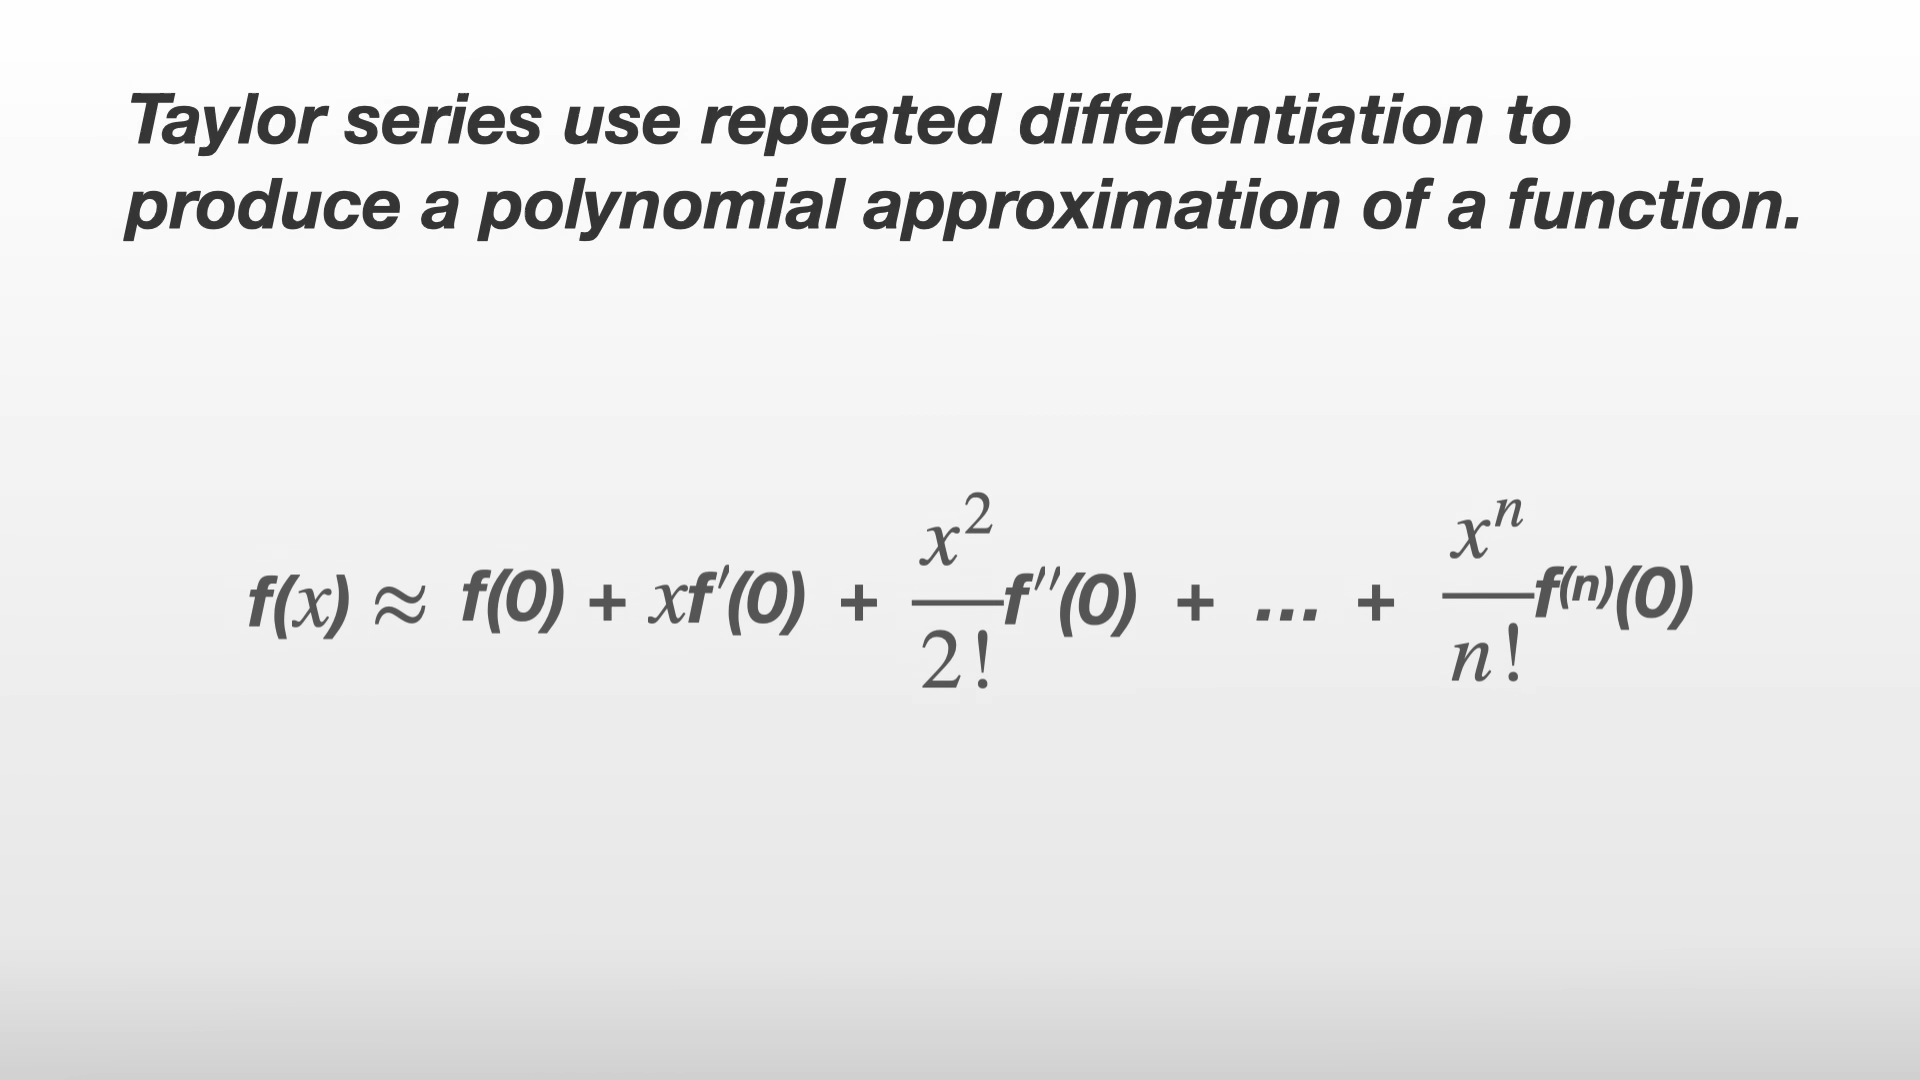 Taylor series use repeated differentiation to
produce a polynomial approximation of a function.
f(x) ≈ f(0) + xf′(0) + x²/2! f′′(0) + ... + xⁿ/n! f⁽ⁿ⁾(0)